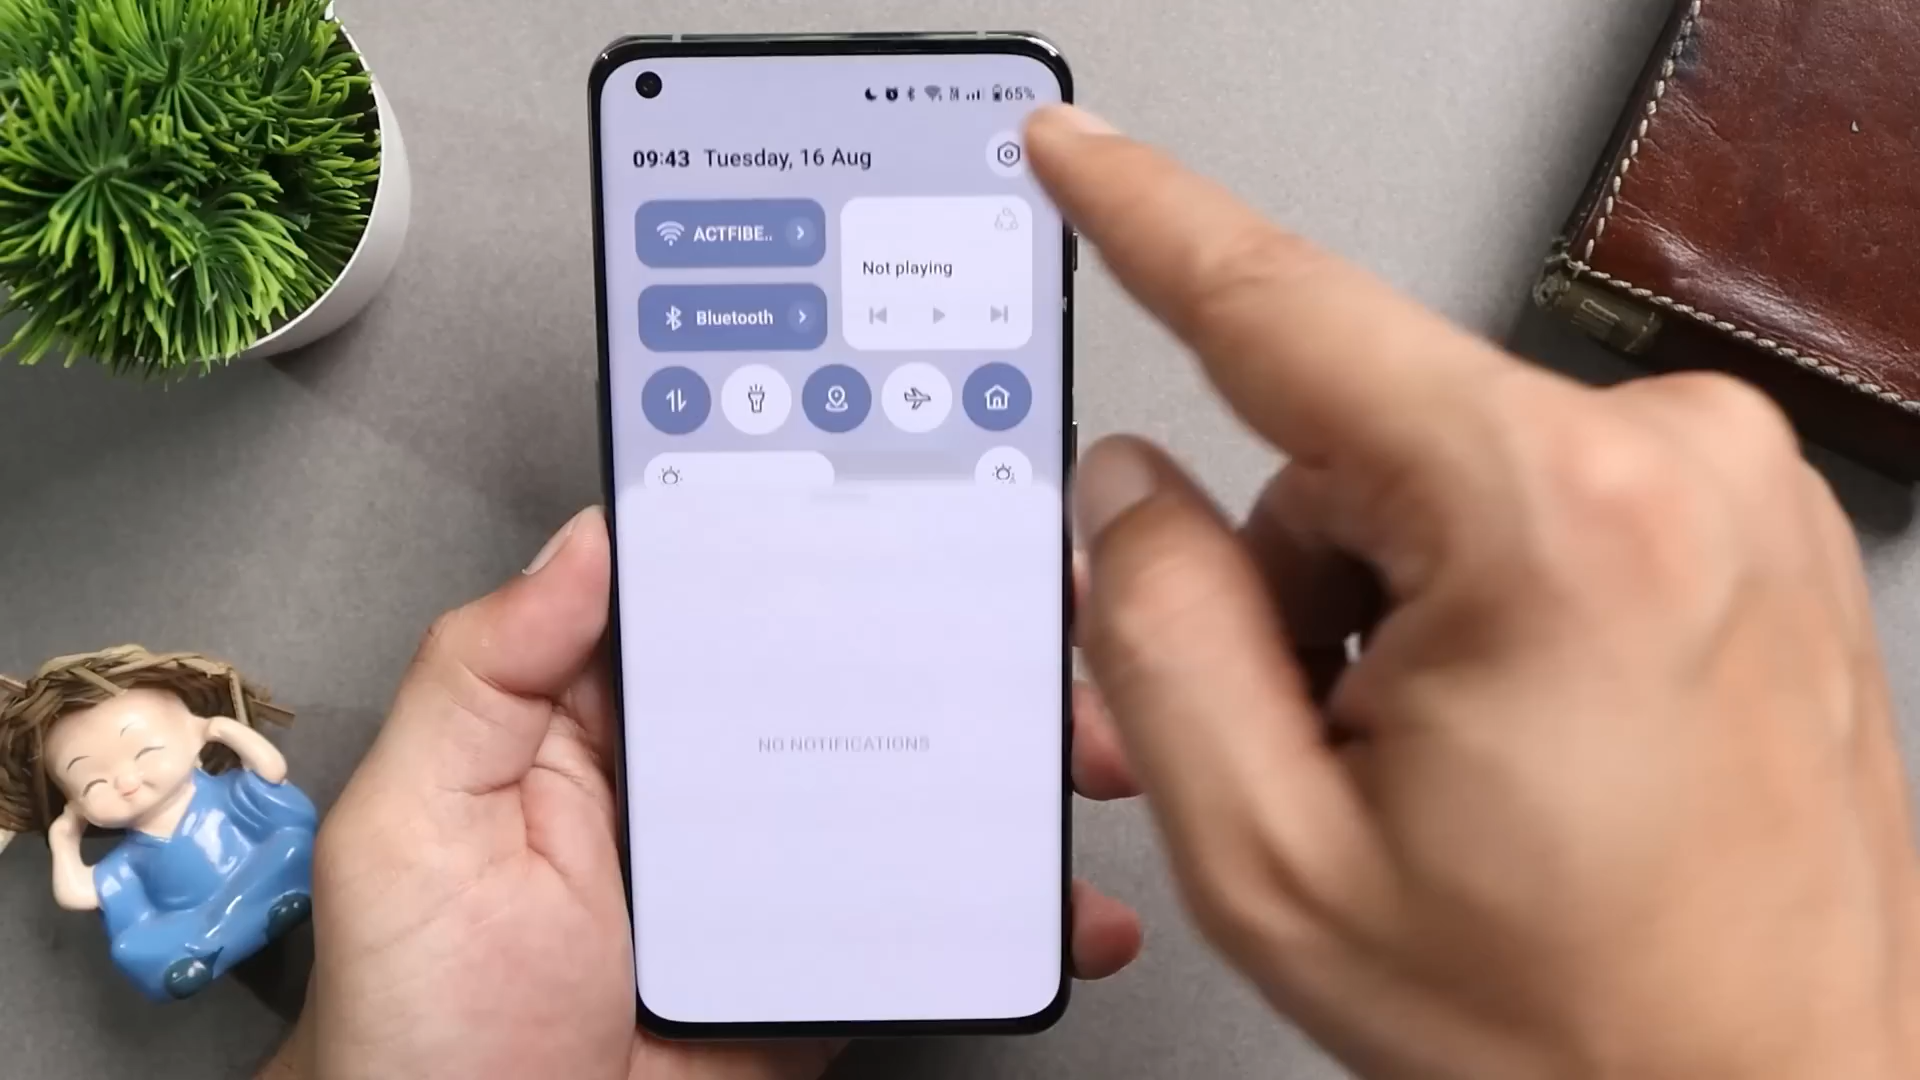 65%
09:43 Tuesday, 16 Aug
ACTFIBE..
Not playing
Bluetooth
NO NOTIFICATIONS